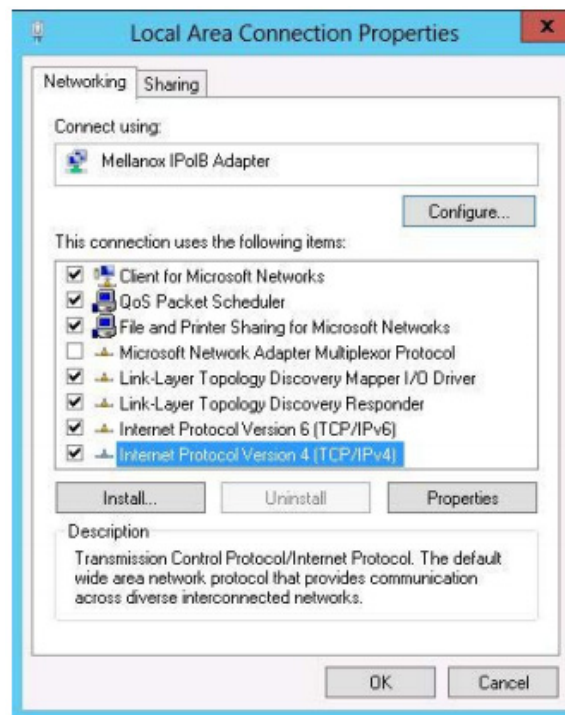 Local Area Connection Properties
x
Networking Sharing
Connect using:
Mellanox IPoIB Adapter
Configure...
This connection uses the following items:
Client for Microsoft Networks
QoS Packet Scheduler
File and Printer Sharing for Microsoft Networks
Microsoft Network Adapter Multiplexor Protocol
Link-Layer Topology Discovery Mapper I/O Driver
Link-Layer Topology Discovery Responder
Internet Protocol Version 6 (TCP/IPv6)
Internet Protocol Version 4 (TCP/IPv4)
Install... Uninstall Properties
Description
Transmission Control Protocol/Internet Protocol. The default
wide area network protocol that provides communication
across diverse interconnected networks.
OK Cancel